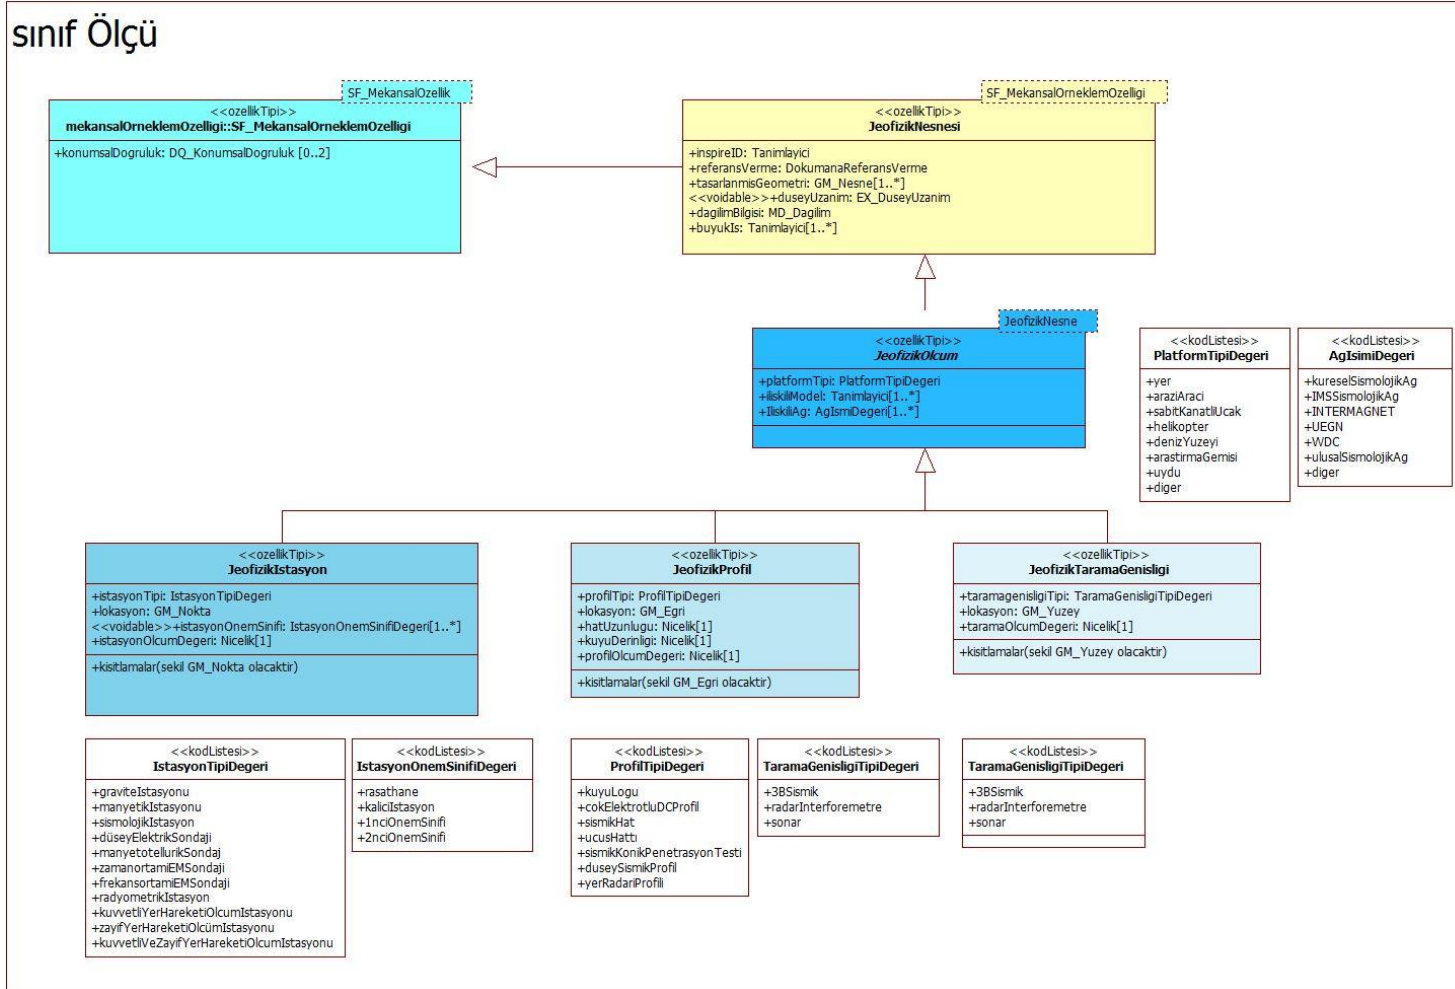 sınıf Ölçü
SF_MekansalOzellik
<<ozellikTipi>>
mekansalOrneklemOzelligi::SF_MekansalOrneklemOzelligi
+konumsalDogruluk: DQ_KonumsalDogruluk [0..2]
SF_MekansalOrneklemOzelligi
<<ozellikTipi>>
JeofizikNesnesi
+inspireID: Tanimlayici
+referansVerme: DokumanaReferansVerme
+tasarlanmisGeometri: GM_Nesne[1..*]
<<voidable>>+duseyUzanim: EX_DuseyUzanim
+dagilimBilgisi: MD_Dagilim
+buyukIs: Tanimlayici[1..*]
JeofizikNesne
<<ozellikTipi>>
JeofizikOlcum
+platformTipi: PlatformTipiDegeri
+iliskiliModel: Tanimlayici[1..*]
+IliskiliAg: AgIsmiDegeri[1..*]
<<kodListesi>>
PlatformTipiDegeri
+yer
+araziAraci
+sabitKanatliUcak
+helikopter
+denizYuzeyi
+arastirmaGemisi
+uydu
+diger
<<kodListesi>>
AgIsimiDegeri
+kureselSismolojikAg
+IMSSismolojikAg
+INTERMAGNET
+UEGN
+WDC
+ulusalSismolojikAg
+diger
<<ozellikTipi>>
JeofizikIstasyon
+istasyonTipi: IstasyonTipiDegeri
+lokasyon: GM_Nokta
<<voidable>>+istasyonOnemSinifi: IstasyonOnemSinifiDegeri[1..*]
+istasyonOlcumDegeri: Nicelik[1]
+kisitlamalar(sekil GM_Nokta olacaktir)
<<ozellikTipi>>
JeofizikProfil
+profilTipi: ProfilTipiDegeri
+lokasyon: GM_Egri
+hatUzunlugu: Nicelik[1]
+kuyuDerinligi: Nicelik[1]
+profilOlcumDegeri: Nicelik[1]
+kisitlamalar(sekil GM_Egri olacaktir)
<<ozellikTipi>>
JeofizikTaramaGenisligi
+taramagenisligiTipi: TaramaGenisligiTipiDegeri
+lokasyon: GM_Yuzey
+taramaOlcumDegeri: Nicelik[1]
+kisitlamalar(sekil GM_Yuzey olacaktir)
<<kodListesi>>
IstasyonTipiDegeri
+graviteIstasyonu
+manyetikIstasyonu
+sismolojikIstasyon
+düseyElektrikSondaji
+manyetotellurikSondaj
+zamanortamiEMSondaji
+frekansortamiEMSondaji
+radyometrikIstasyon
+kuvvetliYerHareketiOlcumIstasyonu
+zayifYerHareketiOlcümIstasyonu
+kuvvetliVeZayifYerHareketiOlcumIstasyonu
<<kodListesi>>
IstasyonOnemSinifiDegeri
+rasathane
+kaliciIstasyon
+1nciOnemSinifi
+2nciOnemSinifi
<<kodListesi>>
ProfilTipiDegeri
+kuyuLogu
+cokElektrotluDCProfil
+sismikHat
+ucusHattı
+sismikKonikPenetrasyonTesti
+duseySismikProfil
+yerRadariProfili
<<kodListesi>>
TaramaGenisligiTipiDegeri
+3BSismik
+radarInterforemetre
+sonar
<<kodListesi>>
TaramaGenisligiTipiDegeri
+3BSismik
+radarInterforemetre
+sonar